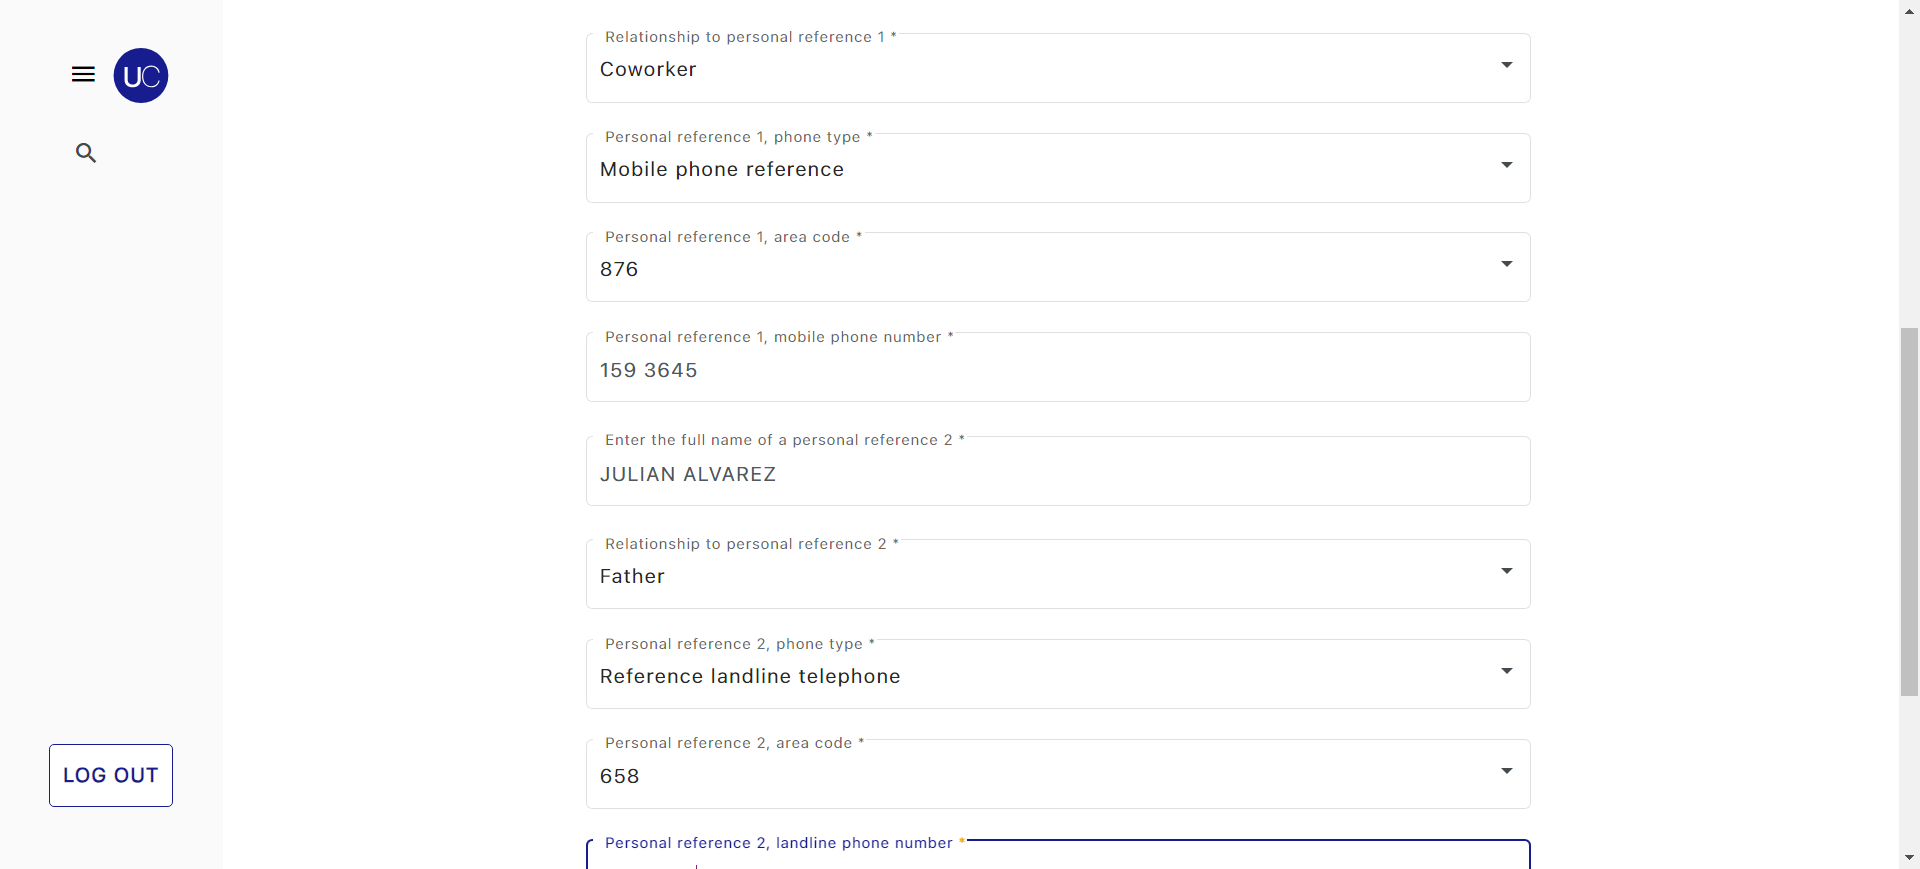 UC
Relationship to personal reference 1 *
Coworker
Personal reference 1, phone type *
Mobile phone reference
Personal reference 1, area code *
876
Personal reference 1, mobile phone number *
159 3645
Enter the full name of a personal reference 2 *
JULIAN ALVAREZ
Relationship to personal reference 2 *
Father
Personal reference 2, phone type *
Reference landline telephone
Personal reference 2, area code *
658
Personal reference 2, landline phone number *
LOG OUT